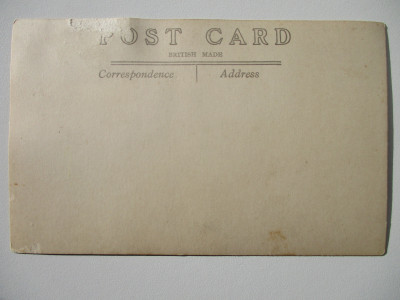 POST CARD
BRITISH MADE
Correspondence Address